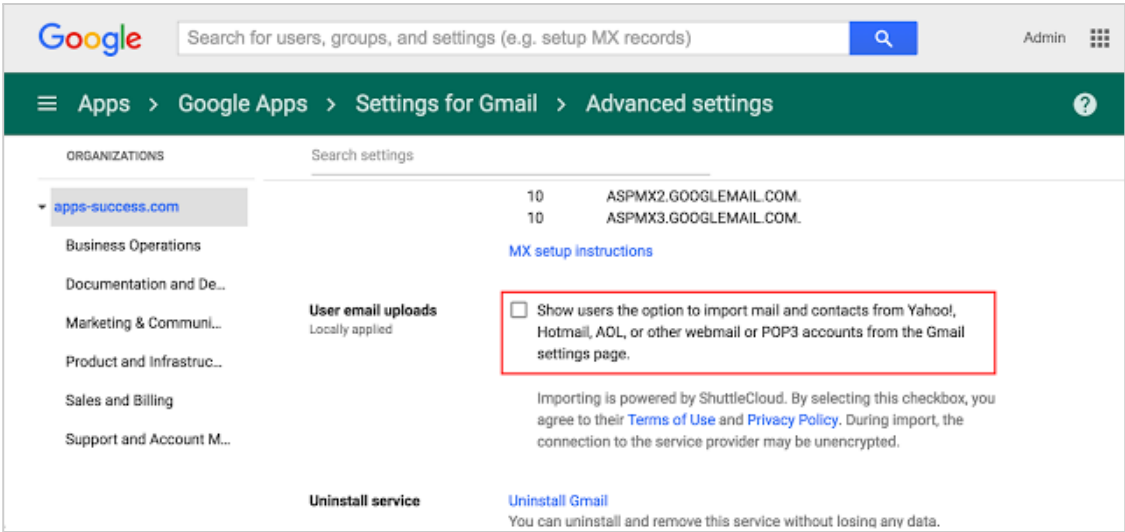 Google
Search for users, groups, and settings (e.g. setup MX records)
Admin
Apps > Google Apps > Settings for Gmail > Advanced settings
?
ORGANIZATIONS
apps-success.com
Business Operations
Documentation and De...
Marketing & Communi...
Product and Infrastruc...
Sales and Billing
Support and Account M...
Search settings
10 ASPMX2.GOOGLEMAIL.COM.
10 ASPMX3.GOOGLEMAIL.COM.
MX setup instructions
User email uploads
Locally applied
Show users the option to import mail and contacts from Yahoo!,
Hotmail, AOL, or other webmail or POP3 accounts from the Gmail
settings page.
Importing is powered by ShuttleCloud. By selecting this checkbox, you
agree to their Terms of Use and Privacy Policy. During import, the
connection to the service provider may be unencrypted.
Uninstall service
Uninstall Gmail
You can uninstall and remove this service without losing any data.